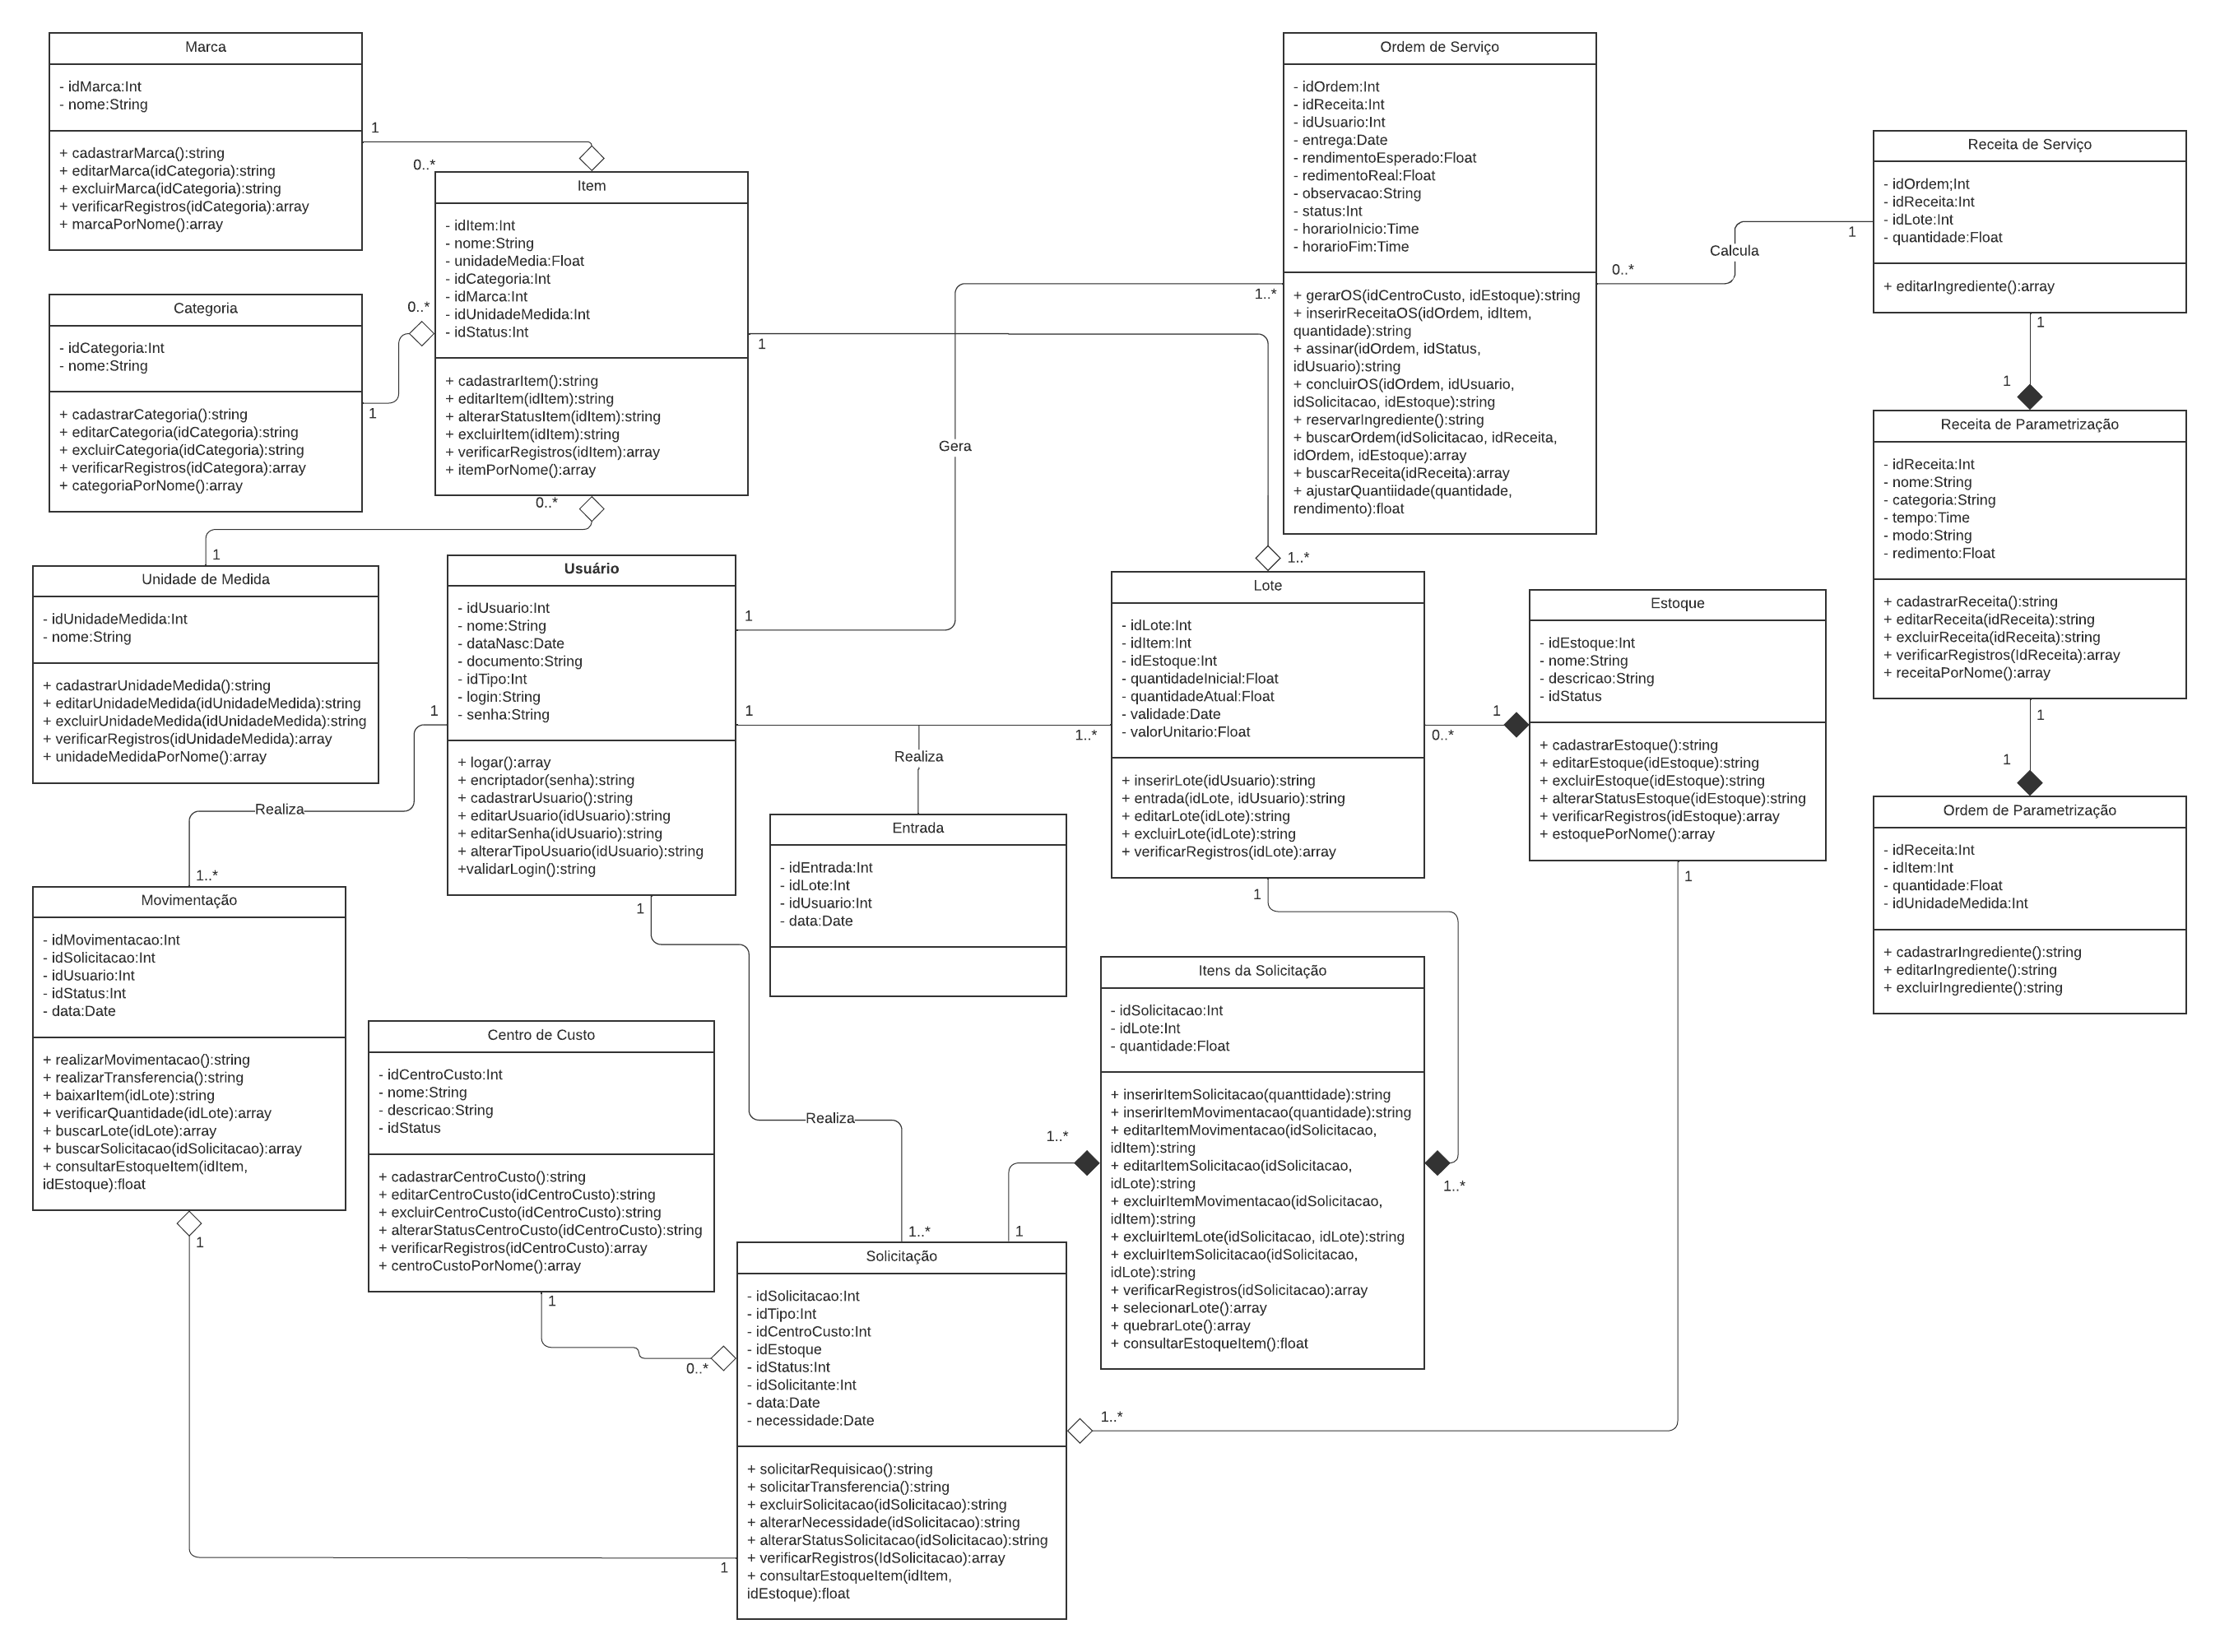 Marca
- idMarca:Int
- nome:String
+ cadastrarMarca():string
+ editarMarca(idCategoria):string
+ excluirMarca(idCategoria):string
+ verificarRegistros(idCategoria):array
+ marcaPorNome():array
1
0..*
Item
- idItem:Int
- nome:String
- unidadeMedia:Float
- idCategoria:Int
- idMarca:Int
- idUnidadeMedida:Int
- idStatus:Int
+ cadastrarItem():string
+ editarItem(idItem):string
+ alterarStatusItem(idItem):string
+ excluirItem(idItem):string
+ verificarRegistros(idItem):array
+ itemPorNome():array
1
Categoria
- idCategoria:Int
- nome:String
+ cadastrarCategoria():string
+ editarCategoria(idCategoria):string
+ excluirCategoria(idCategoria):string
+ verificarRegistros(idCategora):array
+ categoriaPorNome():array
0..*
1
0..*
1
Unidade de Medida
- idUnidadeMedida:Int
- nome:String
+ cadastrarUnidadeMedida():string
+ editarUnidadeMedida(idUnidadeMedida):string
+ excluirUnidadeMedida(idUnidadeMedida):string
+ verificarRegistros(idUnidadeMedida):array
+ unidadeMedidaPorNome():array
Ordem de Serviço
- idOrdem:Int
- idReceita:Int
- idUsuario:Int
- entrega:Date
- rendimentoEsperado:Float
- redimentoReal:Float
- observacao:String
- status:Int
- horarioInicio:Time
- horarioFim:Time
+ gerarOS(idCentroCusto, idEstoque):string
+ inserirReceitaOS(idOrdem, idItem,
quantidade):string
+ assinar(idOrdem, idStatus,
idUsuario):string
+ concluirOS(idOrdem, idUsuario,
idSolicitacao, idEstoque):string
+ reservarIngrediente():string
+ buscarOrdem(idSolicitacao, idReceita,
idOrdem, idEstoque):array
+ buscarReceita(idReceita):array
+ ajustarQuantiidade(quantidade,
rendimento):float
1..*
Gera
1
0..*
Calcula
1
Receita de Serviço
- idOrdem;Int
- idReceita:Int
- idLote:Int
- quantidade:Float
+ editarIngrediente():array
1
1
Receita de Parametrização
- idReceita:Int
- nome:String
- categoria:String
- tempo:Time
- modo:String
- redimento:Float
+ cadastrarReceita():string
+ editarReceita(idReceita):string
+ excluirReceita(idReceita):string
+ verificarRegistros(IdReceita):array
+ receitaPorNome():array
1
1
Ordem de Parametrização
- idReceita:Int
- idItem:Int
- quantidade:Float
- idUnidadeMedida:Int
+ cadastrarIngrediente():string
+ editarIngrediente():string
+ excluirIngrediente():string
Usuário
- idUsuario:Int
- nome:String
- dataNasc:Date
- documento:String
- idTipo:Int
- login:String
- senha:String
+ logar():array
+ encriptador(senha):string
+ cadastrarUsuario():string
+ editarUsuario(idUsuario):string
+ editarSenha(idUsuario):string
+ alterarTipoUsuario(idUsuario):string
+validarLogin():string
1
Realiza
1..*
1
1..*
Realiza
1..*
Lote
- idLote:Int
- idItem:Int
- idEstoque:Int
- quantidadeInicial:Float
- quantidadeAtual:Float
- validade:Date
- valorUnitario:Float
+ inserirLote(idUsuario):string
+ entrada(idLote, idUsuario):string
+ editarLote(idLote):string
+ excluirLote(idLote):string
+ verificarRegistros(idLote):array
0..*
1
Estoque
- idEstoque:Int
- nome:String
- descricao:String
- idStatus
+ cadastrarEstoque():string
+ editarEstoque(idEstoque):string
+ excluirEstoque(idEstoque):string
+ alterarStatusEstoque(idEstoque):string
+ verificarRegistros(idEstoque):array
+ estoquePorNome():array
1
Entrada
- idEntrada:Int
- idLote:Int
- idUsuario:Int
- data:Date
Movimentação
- idMovimentacao:Int
- idSolicitacao:Int
- idUsuario:Int
- idStatus:Int
- data:Date
+ realizarMovimentacao():string
+ realizarTransferencia():string
+ baixarItem(idLote):string
+ verificarQuantidade(idLote):array
+ buscarLote(idLote):array
+ buscarSolicitacao(idSolicitacao):array
+ consultarEstoqueItem(idItem,
idEstoque):float
1
Centro de Custo
- idCentroCusto:Int
- nome:String
- descricao:String
- idStatus
+ cadastrarCentroCusto():string
+ editarCentroCusto(idCentroCusto):string
+ excluirCentroCusto(idCentroCusto):string
+ alterarStatusCentroCusto(idCentroCusto):string
+ verificarRegistros(idCentroCusto):array
+ centroCustoPorNome():array
1
0..*
1
Realiza
1..*
1
Itens da Solicitação
- idSolicitacao:Int
- idLote:Int
- quantidade:Float
+ inserirItemSolicitacao(quanttidade):string
+ inserirItemMovimentacao(quantidade):string
+ editarItemMovimentacao(idSolicitacao,
idItem):string
+ editarItemSolicitacao(idSolicitacao,
idLote):string
+ excluirItemMovimentacao(idSolicitacao,
idItem):string
+ excluirItemLote(idSolicitacao, idLote):string
+ excluirItemSolicitacao(idSolicitacao,
idLote):string
+ verificarRegistros(idSolicitacao):array
+ selecionarLote():array
+ quebrarLote():array
+ consultarEstoqueItem():float
1..*
1..*
1
Solicitação
- idSolicitacao:Int
- idTipo:Int
- idCentroCusto:Int
- idEstoque
- idStatus:Int
- idSolicitante:Int
- data:Date
- necessidade:Date
+ solicitarRequisicao():string
+ solicitarTransferencia():string
+ excluirSolicitacao(idSolicitacao):string
+ alterarNecessidade(idSolicitacao):string
+ alterarStatusSolicitacao(idSolicitacao):string
+ verificarRegistros(IdSolicitacao):array
+ consultarEstoqueItem(idItem,
idEstoque):float
1..*
1